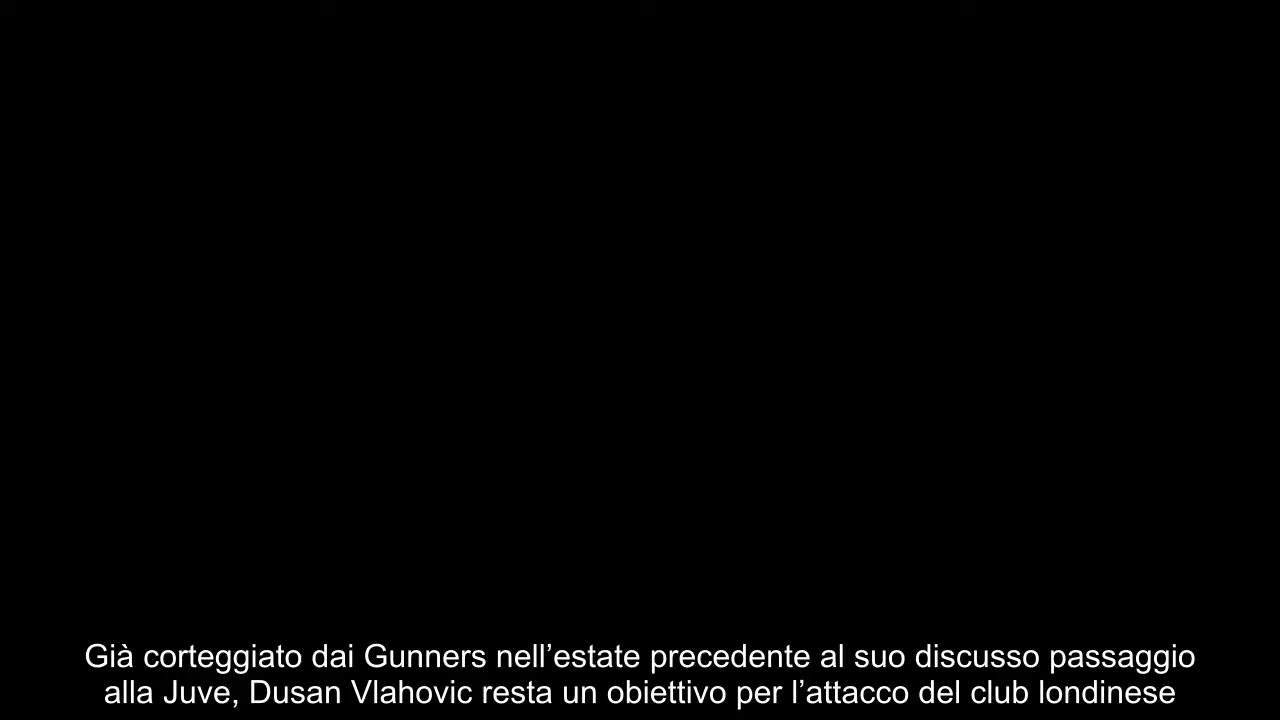 Già corteggiato dai Gunners nell’estate precedente al suo discusso passaggio
alla Juve, Dusan Vlahovic resta un obiettivo per l’attacco del club londinese